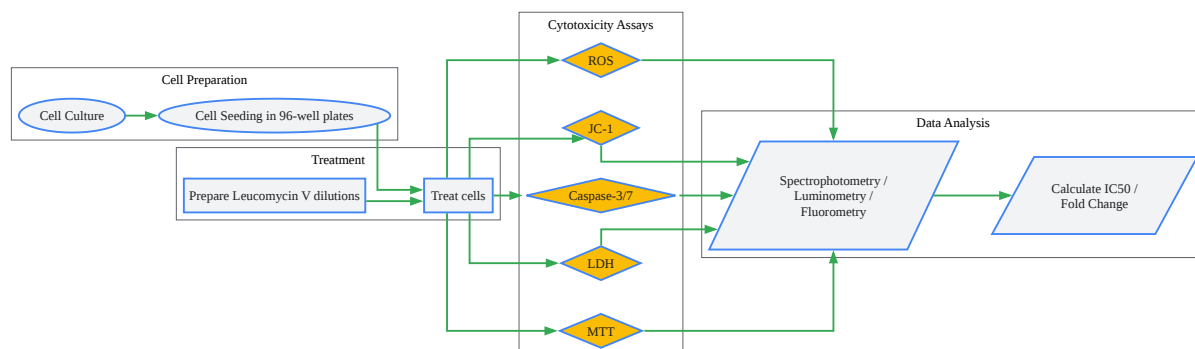 Cell Preparation
Cell Culture
Cell Seeding in 96-well plates
Treatment
Prepare Leucomycin V dilutions
Treat cells
Cytotoxicity Assays
ROS
JC-1
Caspase-3/7
LDH
MTT
Data Analysis
Spectrophotometry /
Luminometry /
Fluorometry
Calculate IC50 /
Fold Change